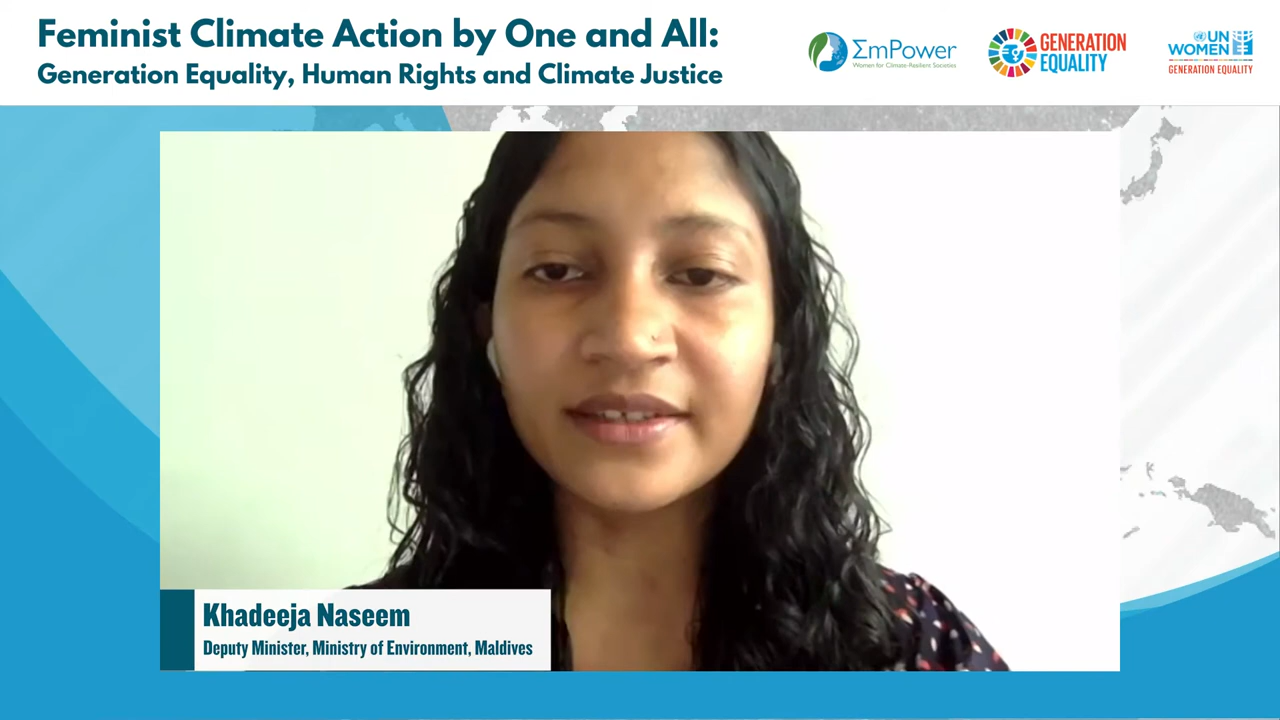 Feminist Climate Action by One and All:
Generation Equality, Human Rights and Climate Justice
ΣmPower
Women for Climate-Resilient Societies
GENERATION
EQUALITY
UN
WOMEN
GENERATION EQUALITY
Khadeeja Naseem
Deputy Minister, Ministry of Environment, Maldives